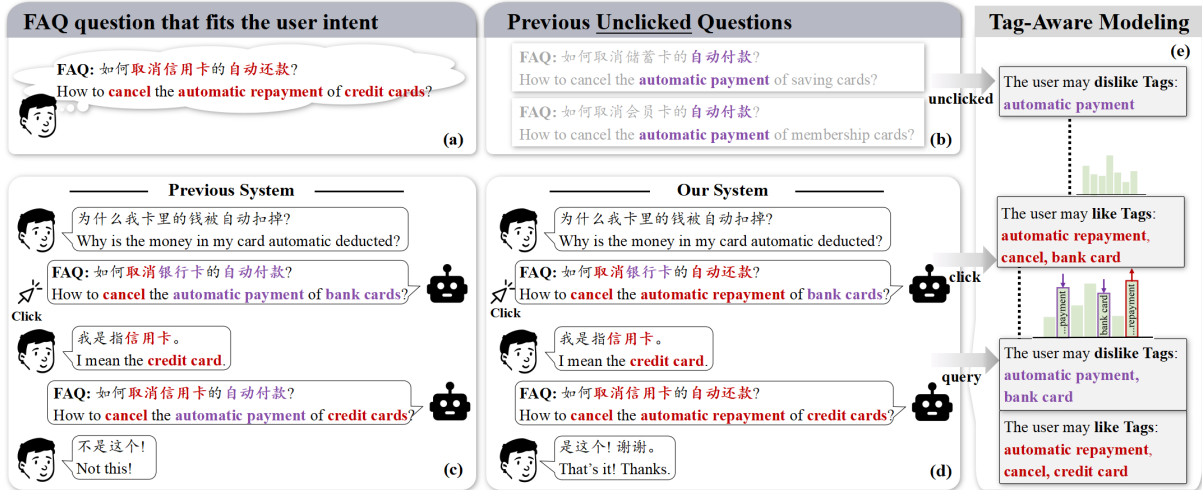 FAQ question that fits the user intent
FAQ: 如何取消信用卡的自动还款?
How to cancel the automatic repayment of credit cards?
(a)
Previous Unclicked Questions
FAQ: 如何取消储蓄卡的自动付款?
How to cancel the automatic payment of saving cards?
FAQ: 如何取消会员卡的自动付款?
How to cancel the automatic payment of membership cards?
(b)
Previous System
为什么我卡里的钱被自动扣掉?
Why is the money in my card automatic deducted?
FAQ: 如何取消银行卡的自动付款?
How to cancel the automatic payment of bank cards?
Click
我是指信用卡。
I mean the credit card.
FAQ: 如何取消信用卡的自动付款?
How to cancel the automatic payment of credit cards?
不是这个!
Not this!
(c)
Our System
为什么我卡里的钱被自动扣掉?
Why is the money in my card automatic deducted?
FAQ: 如何取消银行卡的自动还款?
How to cancel the automatic repayment of bank cards?
Click
我是指信用卡。
I mean the credit card.
FAQ: 如何取消信用卡的自动还款?
How to cancel the automatic repayment of credit cards?
是这个! 谢谢。
That's it! Thanks.
(d)
Tag-Aware Modeling
(e)
unclicked
The user may dislike Tags:
automatic payment
click
The user may like Tags:
automatic repayment,
cancel, bank card
...payment
bank card
...repayment
query
The user may dislike Tags:
automatic payment,
bank card
The user may like Tags:
automatic repayment,
cancel, credit card